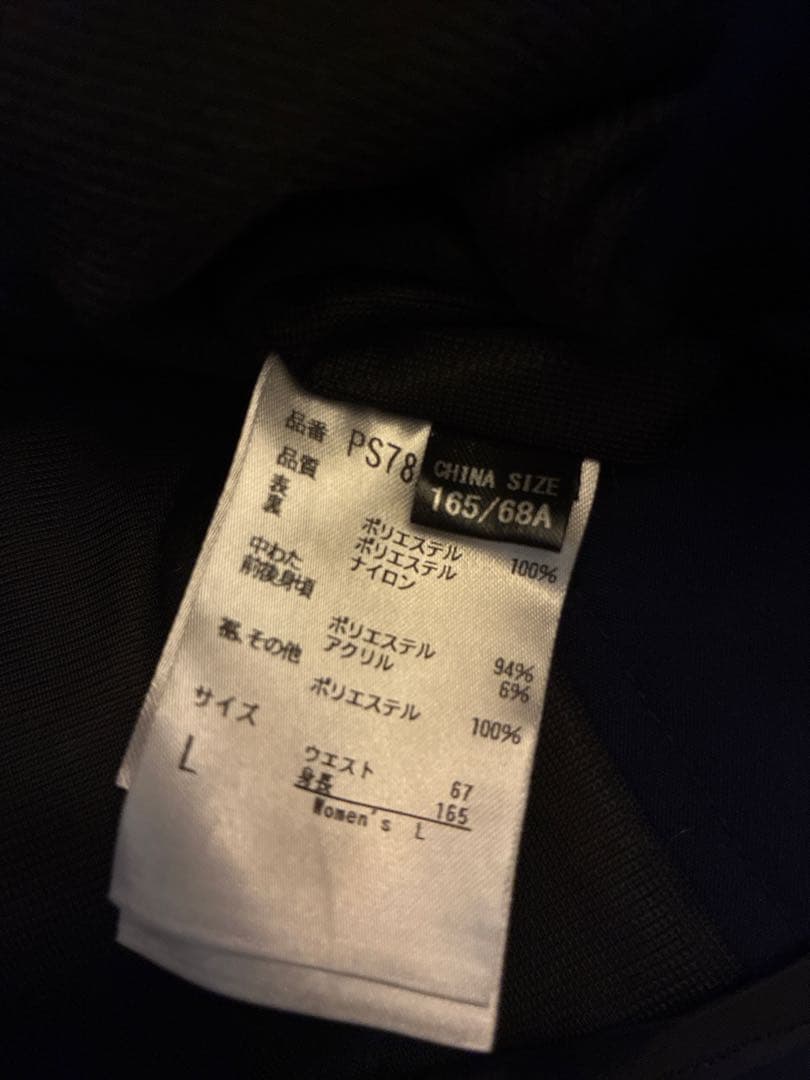 品番 PS78
CHINA SIZE
165/68A
品質
表 ポリエステル 100%
裏 ポリエステル
ナイロン
中わた
前後身頃 ポリエステル 94%
アクリル 6%
裾、その他 ポリエステル 100%
サイズ
L
ウエスト 67
身長 165
Women's L